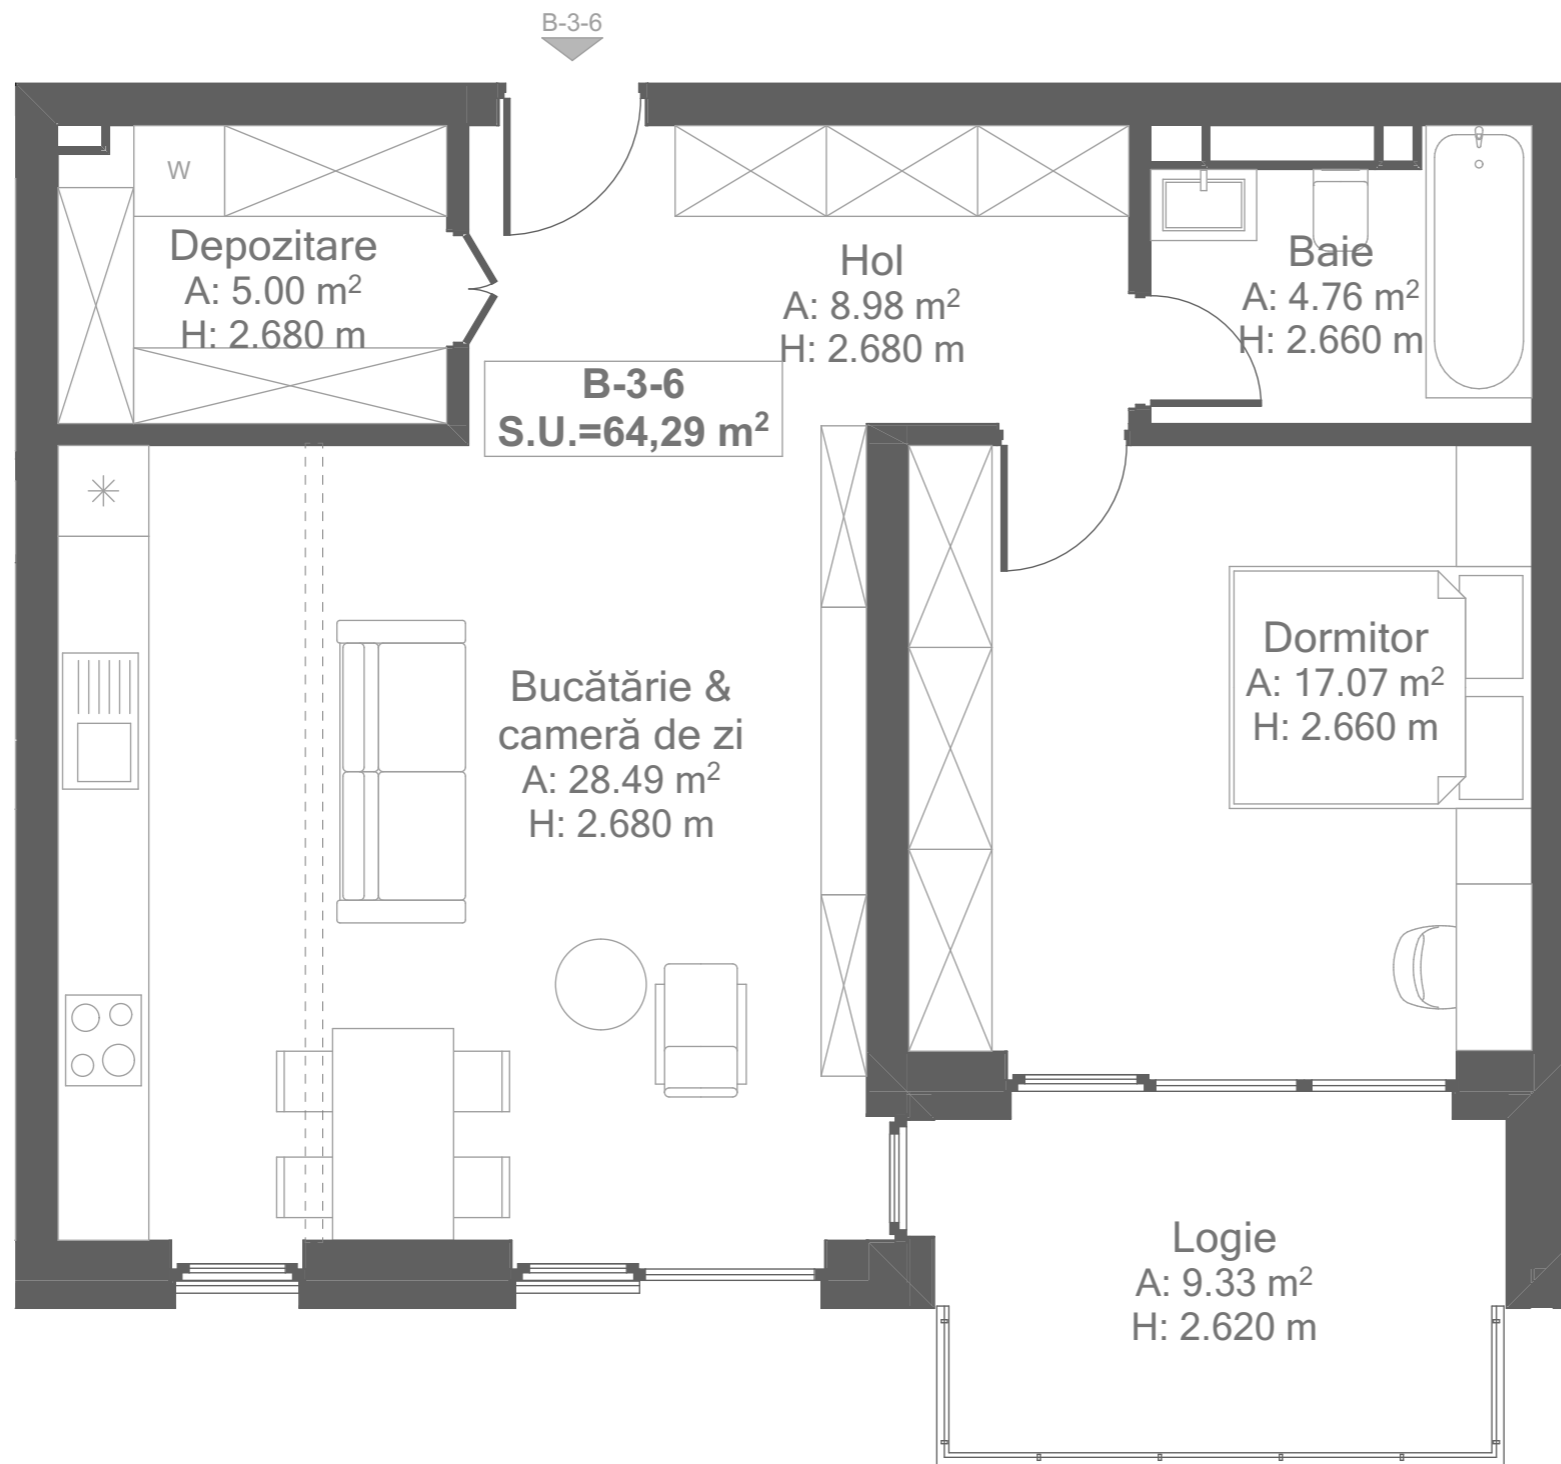 B-3-6
W
Depozitare
A: 5.00 m²
H: 2.680 m
Hol
A: 8.98 m²
H: 2.680 m
Baie
A: 4.76 m²
H: 2.660 m
B-3-6
S.U.=64,29 m²
Bucătărie &
cameră de zi
A: 28.49 m²
H: 2.680 m
Dormitor
A: 17.07 m²
H: 2.660 m
Logie
A: 9.33 m²
H: 2.620 m